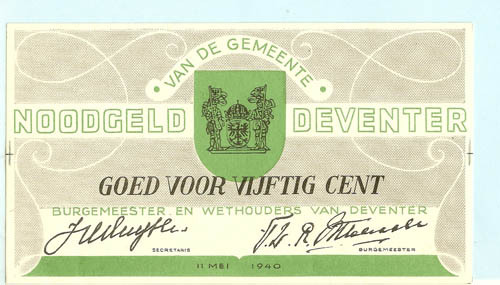 VAN DE GEMEENTE
NOODGELD DEVENTER
GOED VOOR VIJFTIG CENT
BURGEMEESTER EN WETHOUDERS VAN DEVENTER
SECRETARIS BURGEMEESTER
11 MEI 1940